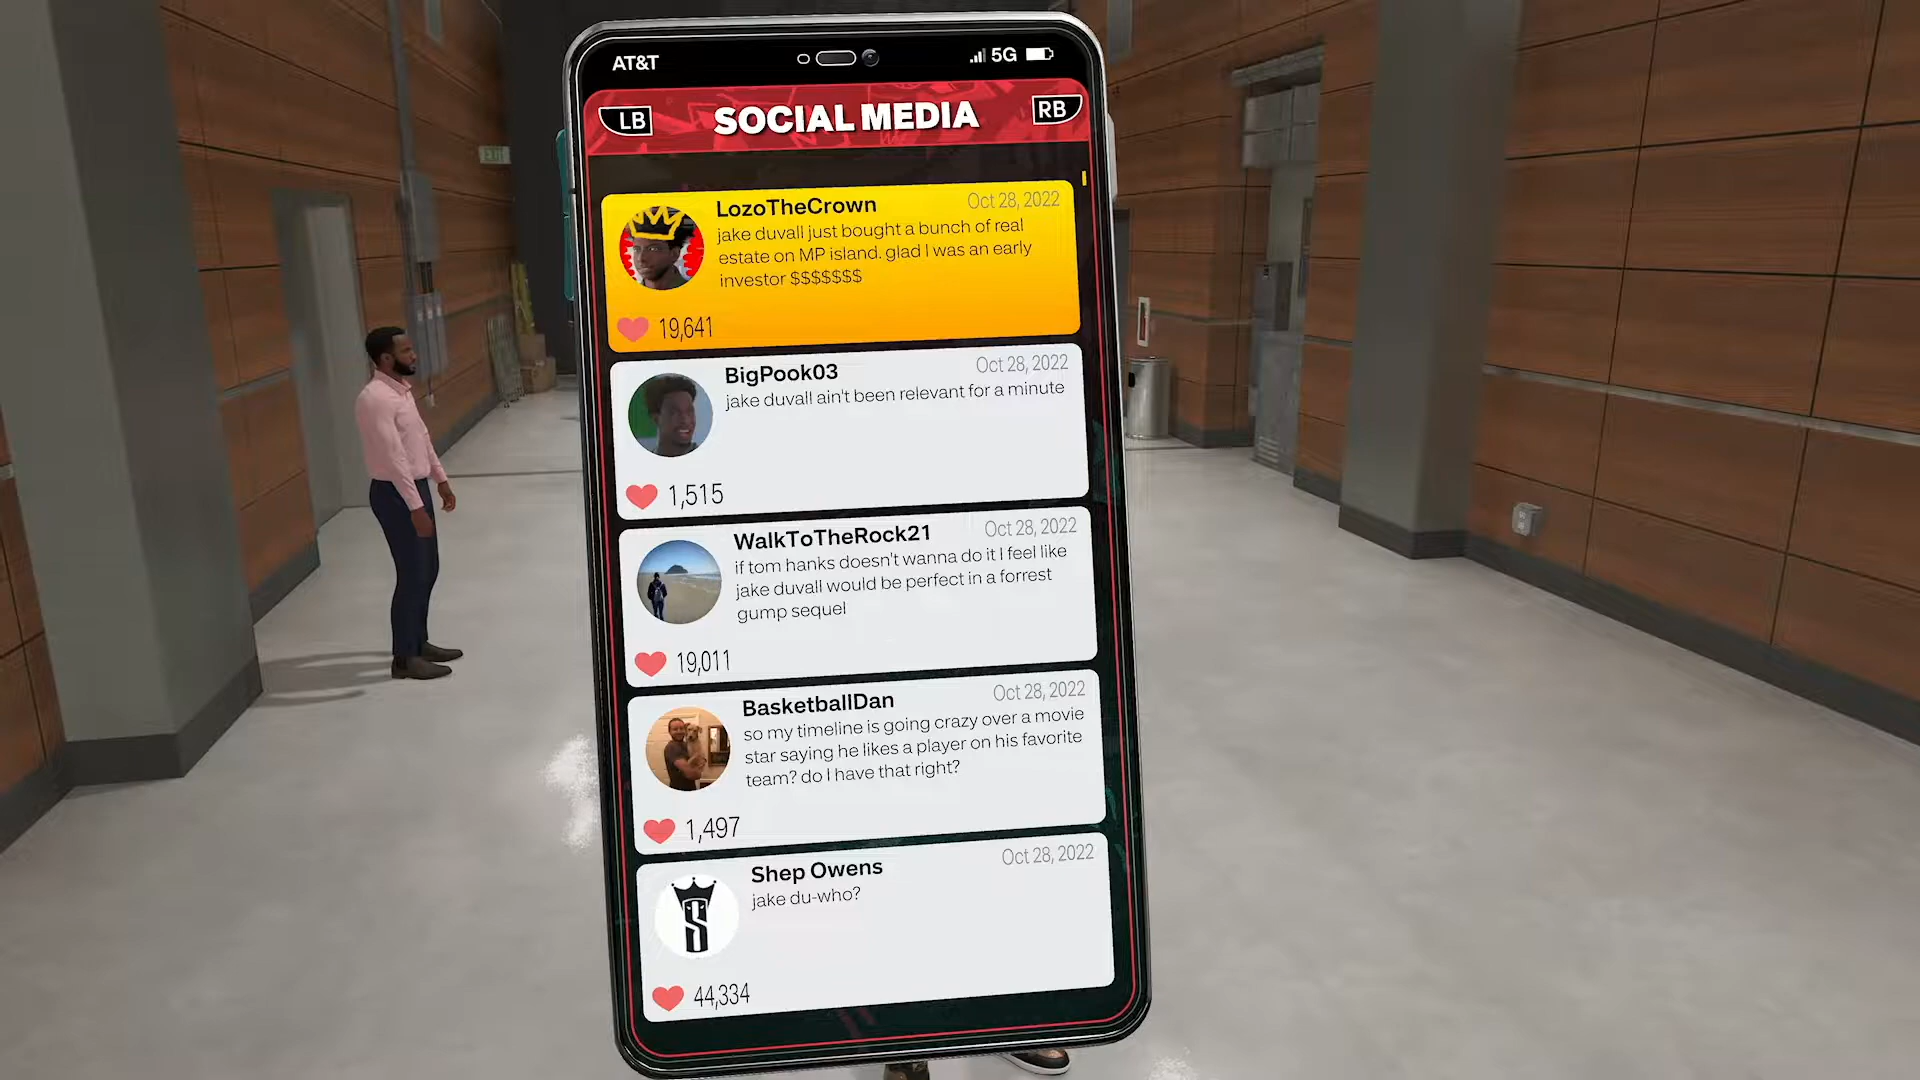 AT&T
5G
LB
SOCIAL MEDIA
RB
LozoTheCrown
Oct 28, 2022
jake duvall just bought a bunch of real
estate on MP island. glad I was an early
investor $$$$$$$
19,641
BigPook03
Oct 28, 2022
jake duvall ain't been relevant for a minute
1,515
WalkToTheRock21
Oct 28, 2022
if tom hanks doesn't wanna do it I feel like
jake duvall would be perfect in a forrest
gump sequel
19,011
BasketballDan
Oct 28, 2022
so my timeline is going crazy over a movie
star saying he likes a player on his favorite
team? do I have that right?
1,497
Shep Owens
Oct 28, 2022
jake du-who?
S
44,334
EXIT